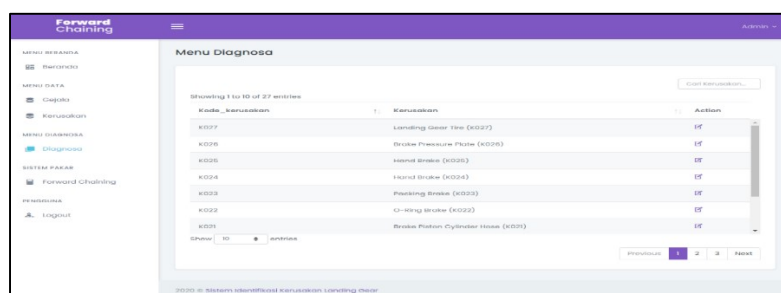 Forward
Chaining
Admin
MENU BERANDA
Beranda
MENU DATA
Gejala
Kerusakan
MENU DIAGNOSA
Diagnosa
SISTEM PAKAR
Forward Chaining
PENGGUNA
Logout
Menu Diagnosa
Cari kerusakan...
Showing 1 to 10 of 27 entries
Kode_kerusakan Kerusakan Action
K027 Landing Gear Tire (K027)
K026 Brake Pressure Plate (K026)
K025 Hand Brake (K025)
K024 Hand Brake (K024)
K023 Packing Brake (K023)
K022 O-Ring Brake (K022)
K021 Brake Piston Cylinder Hose (K021)
Show 10 entries
Previous 1 2 3 Next
2020 © Sistem Identifikasi Kerusakan Landing Gear